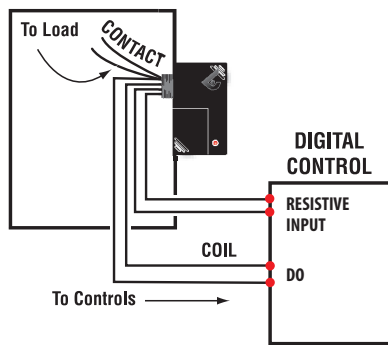 To Load
CONTACT
DIGITAL
CONTROL
RESISTIVE
INPUT
COIL
DO
To Controls